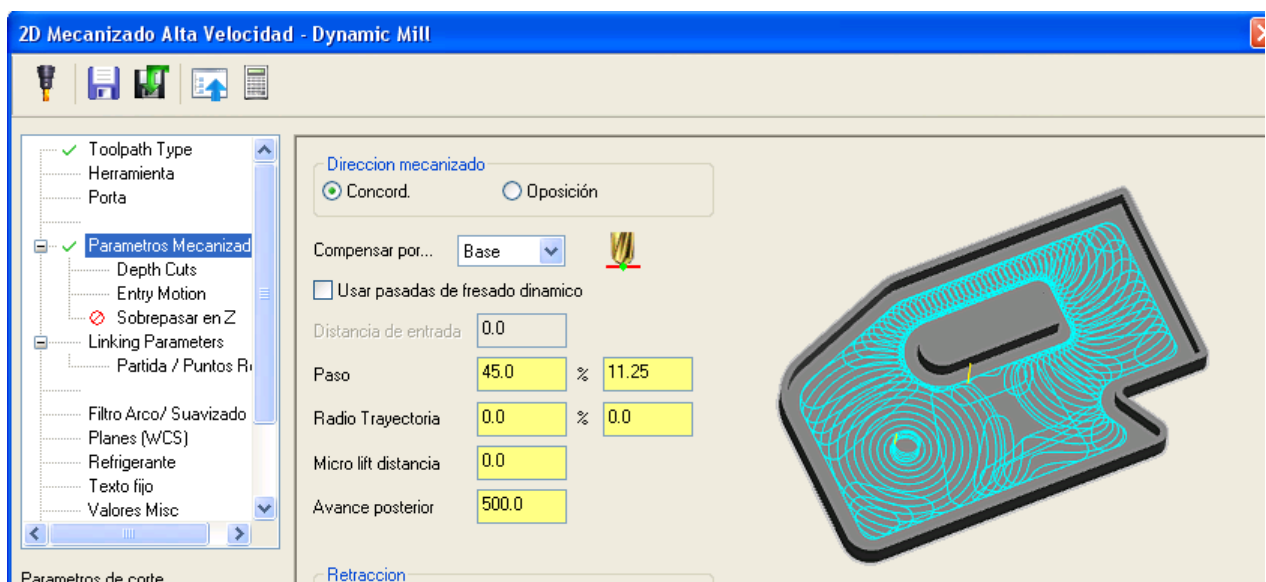 2D Mecanizado Alta Velocidad - Dynamic Mill
Toolpath Type
Herramienta
Porta
Parametros Mecanizad
Depth Cuts
Entry Motion
Sobrepasar en Z
Linking Parameters
Partida / Puntos R
Filtro Arco/ Suavizado
Planes (WCS)
Refrigerante
Texto fijo
Valores Misc
Parametros de corte
Direccion mecanizado
Concord. Oposición
Compensar por... Base
Usar pasadas de fresado dinamico
Distancia de entrada 0.0
Paso 45.0 % 11.25
Radio Trayectoria 0.0 % 0.0
Micro lift distancia 0.0
Avance posterior 500.0
Retraccion